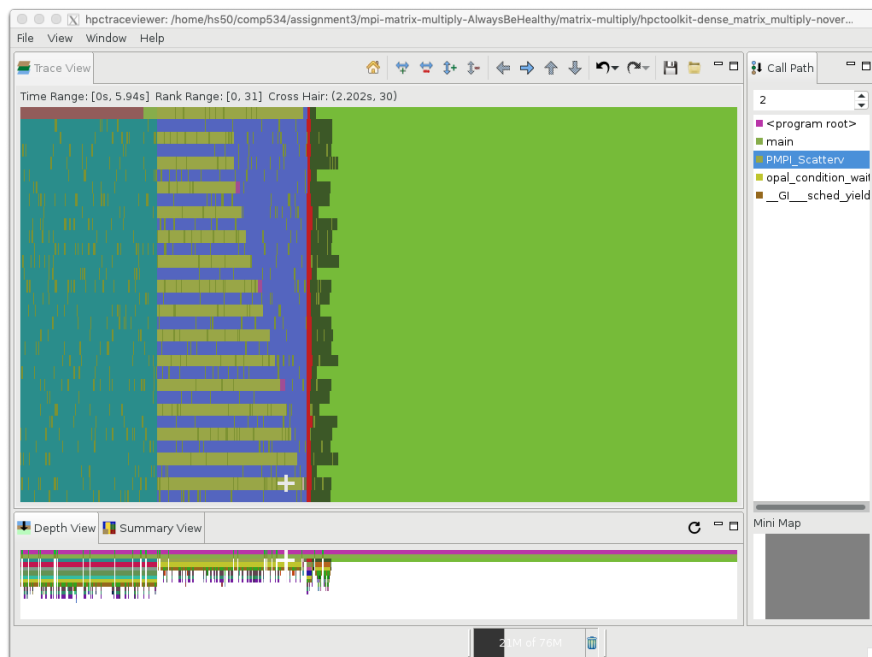 hpctraceviewer: /home/hs50/comp534/assignment3/mpi-matrix-multiply-AlwaysBeHealthy/matrix-multiply/hpctoolkit-dense_matrix_multiply-nover...
File View Window Help
Trace View
Call Path
Time Range: [0s, 5.94s] Rank Range: [0, 31] Cross Hair: (2.202s, 30)
2
<program root>
main
PMPI_Scatterv
opal_condition_wait
__GI___sched_yield
Mini Map
Depth View Summary View
21M of 76M